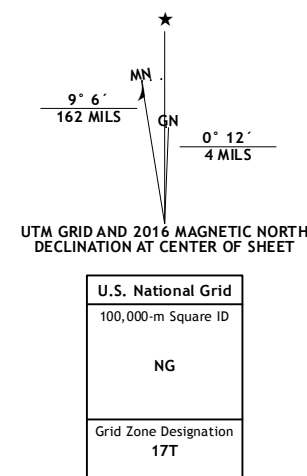 ★
MN
9° 6´
162 MILS
GN
0° 12´
4 MILS
UTM GRID AND 2016 MAGNETIC NORTH
DECLINATION AT CENTER OF SHEET
U.S. National Grid
100,000-m Square ID
NG
Grid Zone Designation
17T